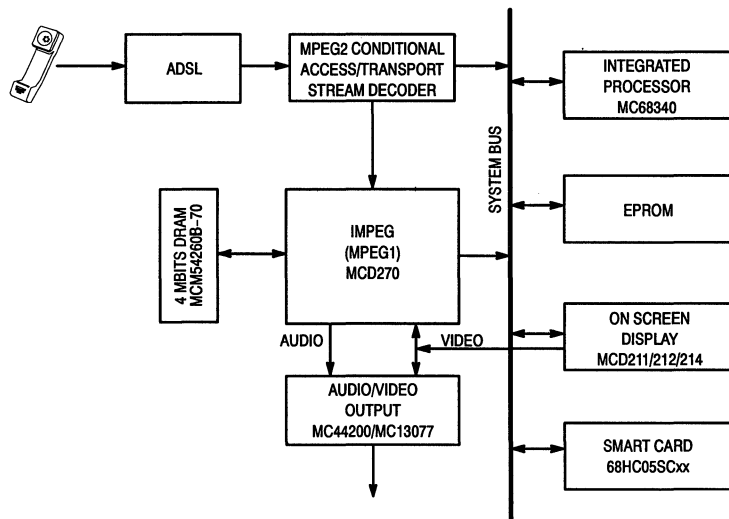 ADSL
MPEG2 CONDITIONAL
ACCESS/TRANSPORT
STREAM DECODER
SYSTEM BUS
INTEGRATED
PROCESSOR
MC68340
4 MBITS DRAM
MCM54260B-70
IMPEG
(MPEG1)
MCD270
EPROM
AUDIO
VIDEO
ON SCREEN
DISPLAY
MCD211/212/214
AUDIO/VIDEO
OUTPUT
MC44200/MC13077
SMART CARD
68HC05SCxx